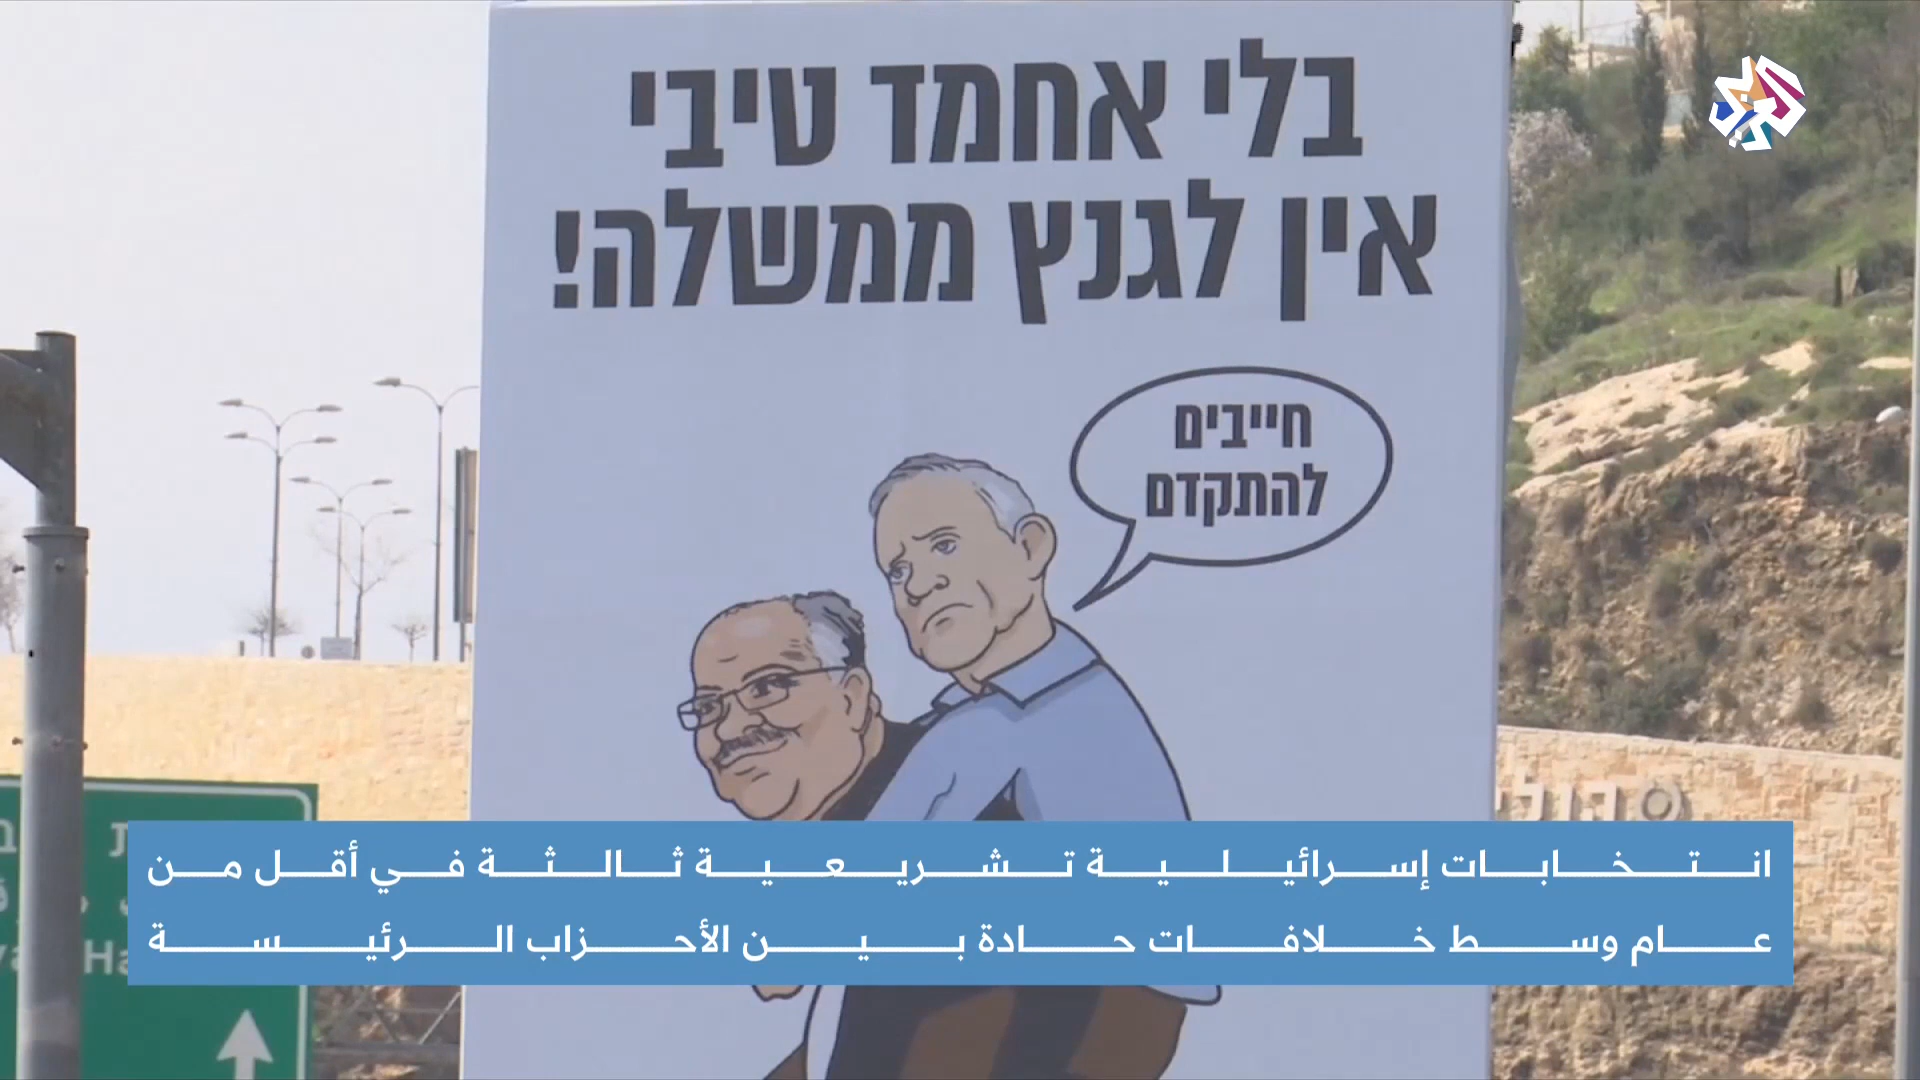 בלי אחמד טיבי
אין לגנץ ממשלה!
חייבים
להתקדם
انتخابات إسرائيلية تشريعية ثالثة في أقل من
عام وسط خلافات حادة بين الأحزاب الرئيسة